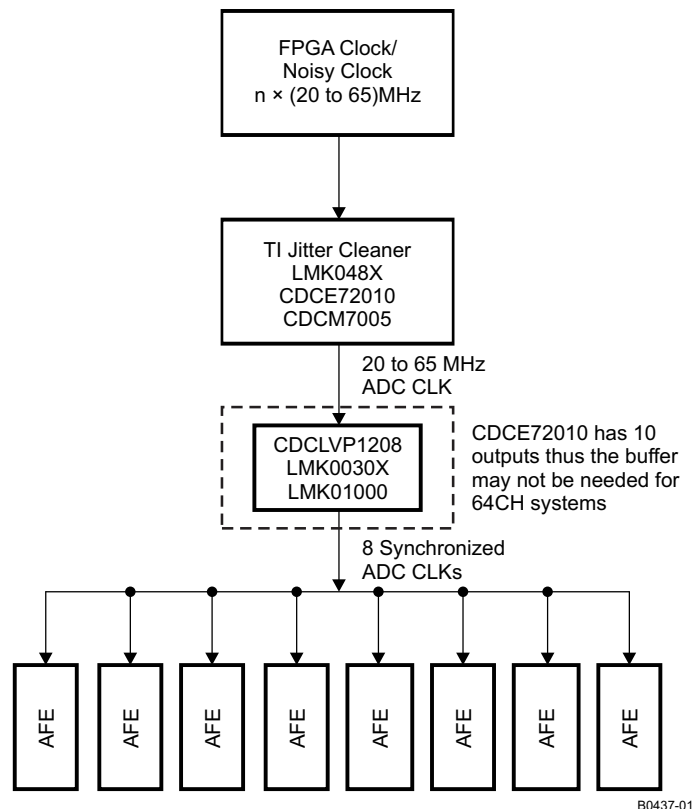 FPGA Clock/
Noisy Clock
n × (20 to 65)MHz
TI Jitter Cleaner
LMK048X
CDCE72010
CDCM7005
20 to 65 MHz
ADC CLK
CDCLVP1208
LMK0030X
LMK01000
CDCE72010 has 10
outputs thus the buffer
may not be needed for
64CH systems
8 Synchronized
ADC CLKs
AFE
AFE
AFE
AFE
AFE
AFE
AFE
AFE
B0437-01